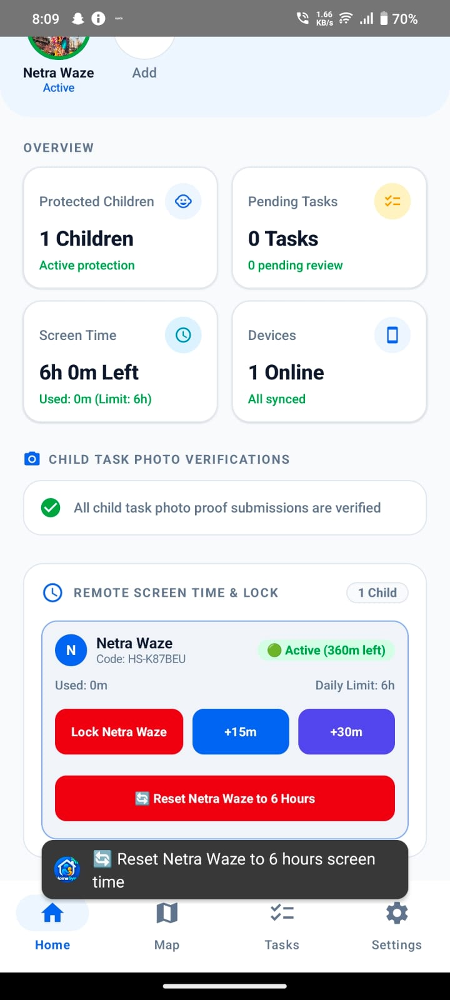 8:09
1.66
KB/s
70%
Netra Waze
Active
Add
OVERVIEW
Protected Children
1 Children
Active protection
Pending Tasks
0 Tasks
0 pending review
Screen Time
6h 0m Left
Used: 0m (Limit: 6h)
Devices
1 Online
All synced
CHILD TASK PHOTO VERIFICATIONS
All child task photo proof submissions are verified
REMOTE SCREEN TIME & LOCK
1 Child
N
Netra Waze
Code: HS-K87BEU
Active (360m left)
Used: 0m
Daily Limit: 6h
Lock Netra Waze
+15m
+30m
Reset Netra Waze to 6 Hours
Reset Netra Waze to 6 hours screen
time
Home
Map
Tasks
Settings